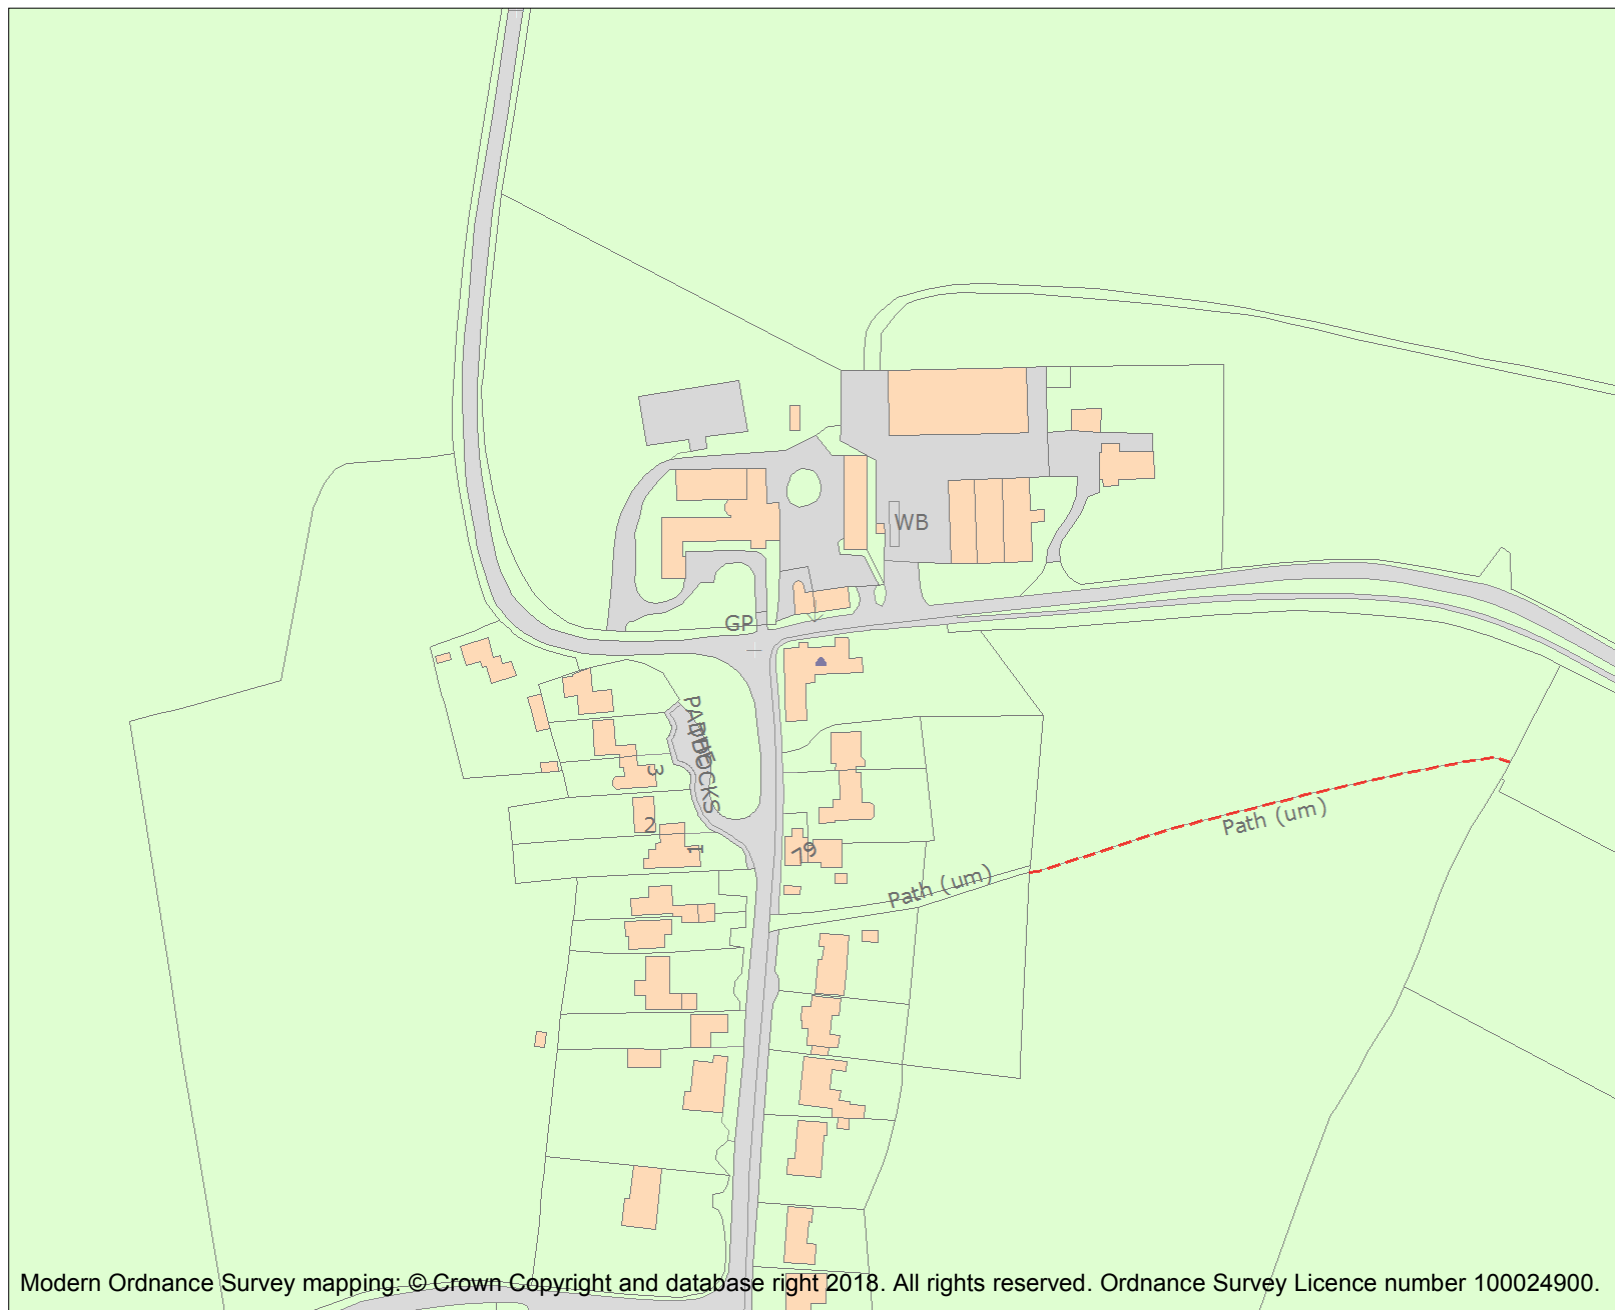 WB
GP
PADDOCKS
3
2
1
79
Path (um)
Path (um)
Modern Ordnance Survey mapping: © Crown Copyright and database right 2018. All rights reserved. Ordnance Survey Licence number 100024900.